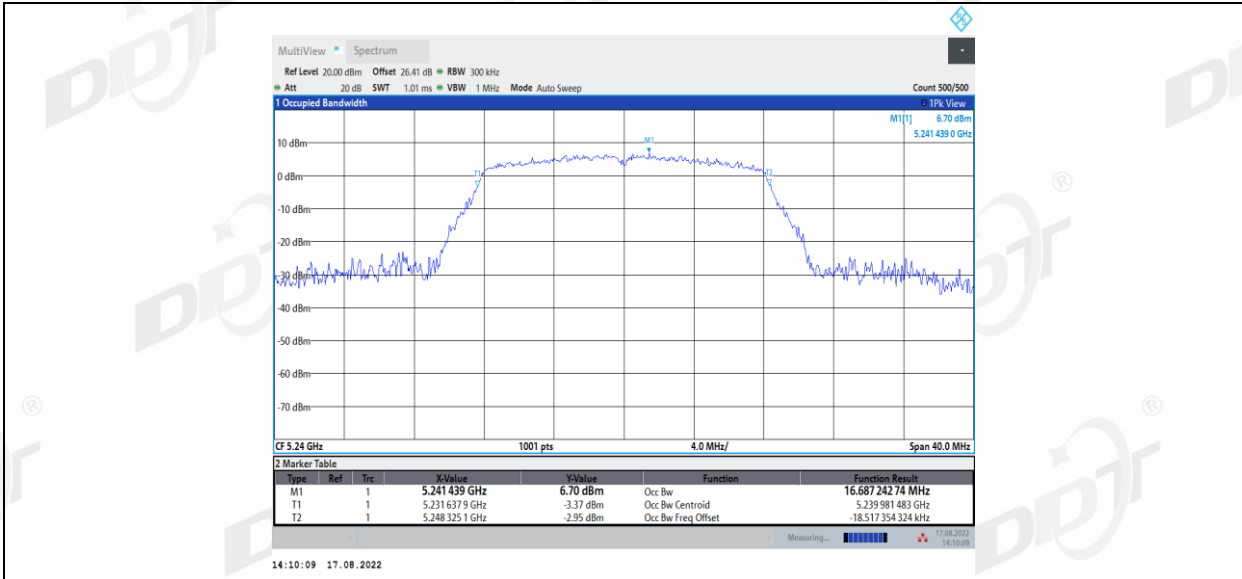 MultiView Spectrum
Ref Level 20.00 dBm Offset 26.41 dB RBW 300 kHz
Att 20 dB SWT 1.01 ms VBW 1 MHz Mode Auto Sweep Count 500/500
1 Occupied Bandwidth 1Pk View
M1[1] 6.70 dBm
5.241 439 0 GHz
M1
10 dBm
T1 T2
0 dBm
-10 dBm
-20 dBm
-30 dBm
-40 dBm
-50 dBm
-60 dBm
-70 dBm
CF 5.24 GHz 1001 pts 4.0 MHz/ Span 40.0 MHz
2 Marker Table
Type Ref Trc X-Value Y-Value Function Function Result
M1 1 5.241 439 GHz 6.70 dBm Occ Bw 16.687 242 74 MHz
T1 1 5.231 637 9 GHz -3.37 dBm Occ Bw Centroid 5.239 981 483 GHz
T2 1 5.248 325 1 GHz -2.95 dBm Occ Bw Freq Offset -18.517 354 324 kHz
Measuring... 17.08.2022
14:10:09
14:10:09 17.08.2022
DDT ®